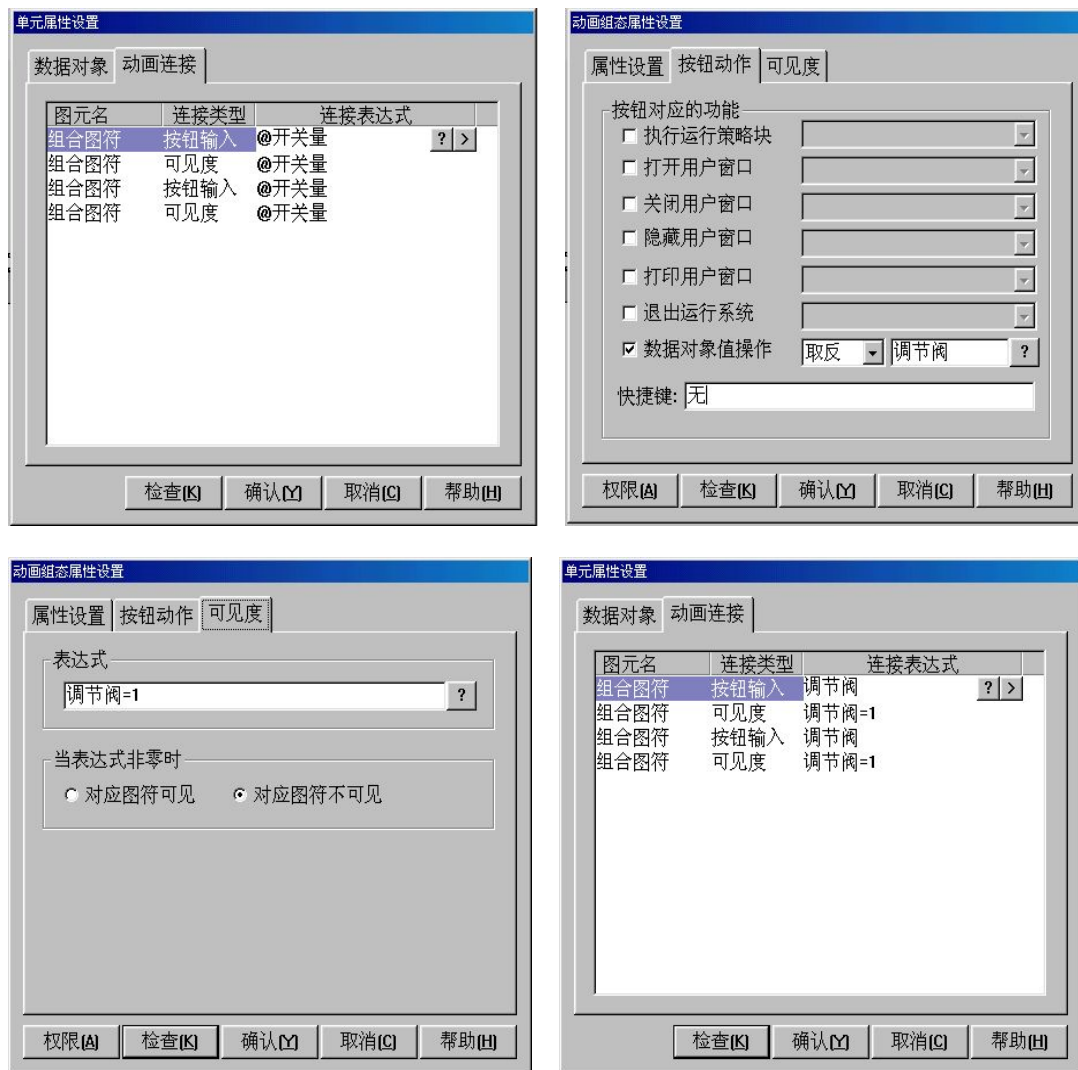 单元属性设置
数据对象 动画连接
图元名 连接类型 连接表达式
组合图符 按钮输入 @开关量 ? >
组合图符 可见度 @开关量
组合图符 按钮输入 @开关量
组合图符 可见度 @开关量
检查(K) 确认(Y) 取消(C) 帮助(H)
动画组态属性设置
属性设置 按钮动作 可见度
按钮对应的功能
执行运行策略块
打开用户窗口
关闭用户窗口
隐藏用户窗口
打印用户窗口
退出运行系统
数据对象值操作 取反 调节阀 ?
快捷键: 无
权限(A) 检查(K) 确认(Y) 取消(C) 帮助(H)
动画组态属性设置
属性设置 按钮动作 可见度
表达式
调节阀=1 ?
当表达式非零时
对应图符可见 对应图符不可见
权限(A) 检查(K) 确认(Y) 取消(C) 帮助(H)
单元属性设置
数据对象 动画连接
图元名 连接类型 连接表达式
组合图符 按钮输入 调节阀 ? >
组合图符 可见度 调节阀=1
组合图符 按钮输入 调节阀
组合图符 可见度 调节阀=1
检查(K) 确认(Y) 取消(C) 帮助(H)